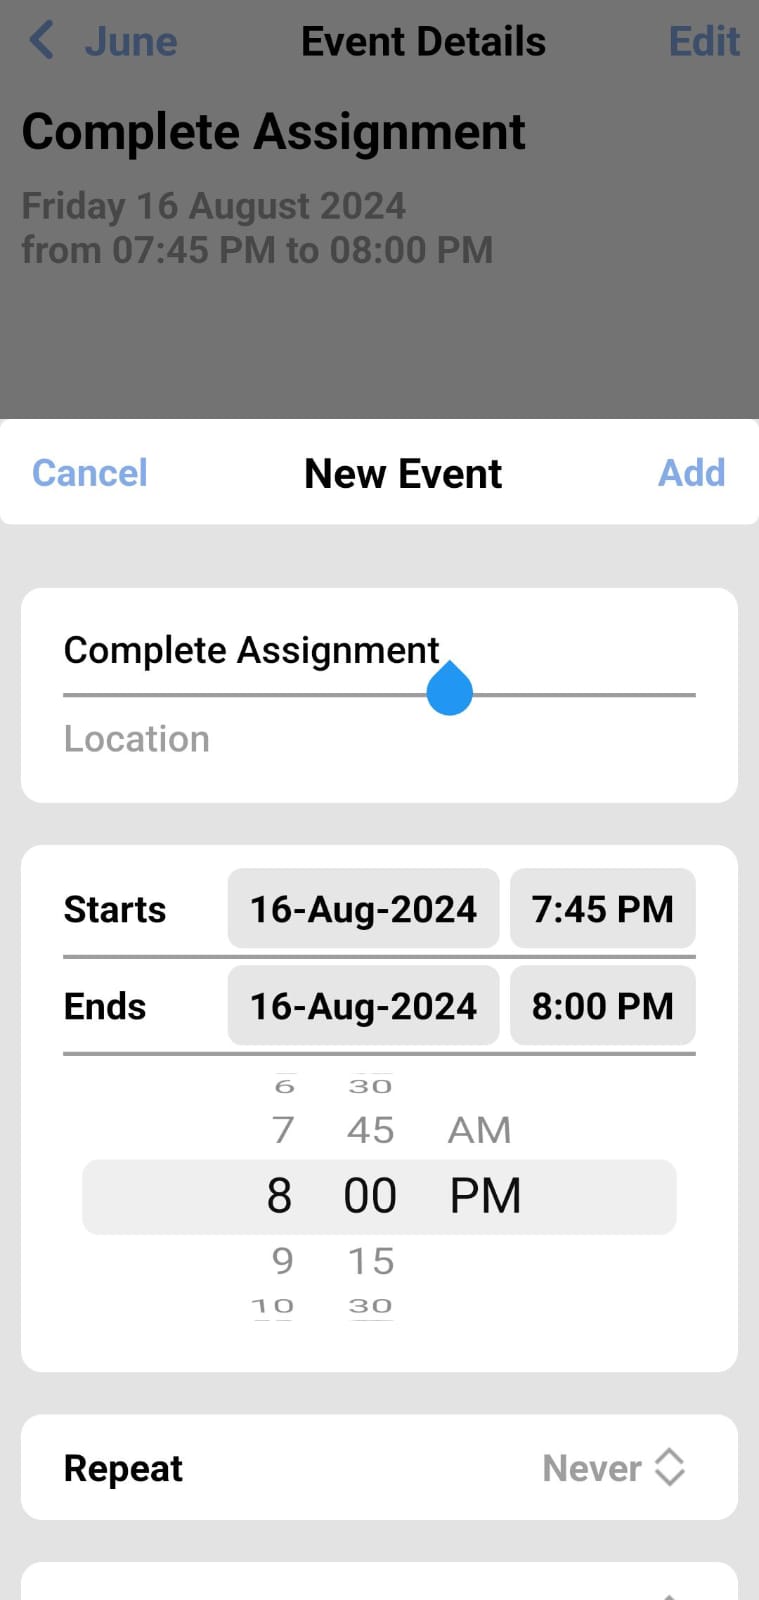 June Event Details Edit
Complete Assignment
Friday 16 August 2024
from 07:45 PM to 08:00 PM
Cancel New Event Add
Complete Assignment
Location
Starts 16-Aug-2024 7:45 PM
Ends 16-Aug-2024 8:00 PM
6 30
7 45 AM
8 00 PM
9 15
10 30
Repeat Never